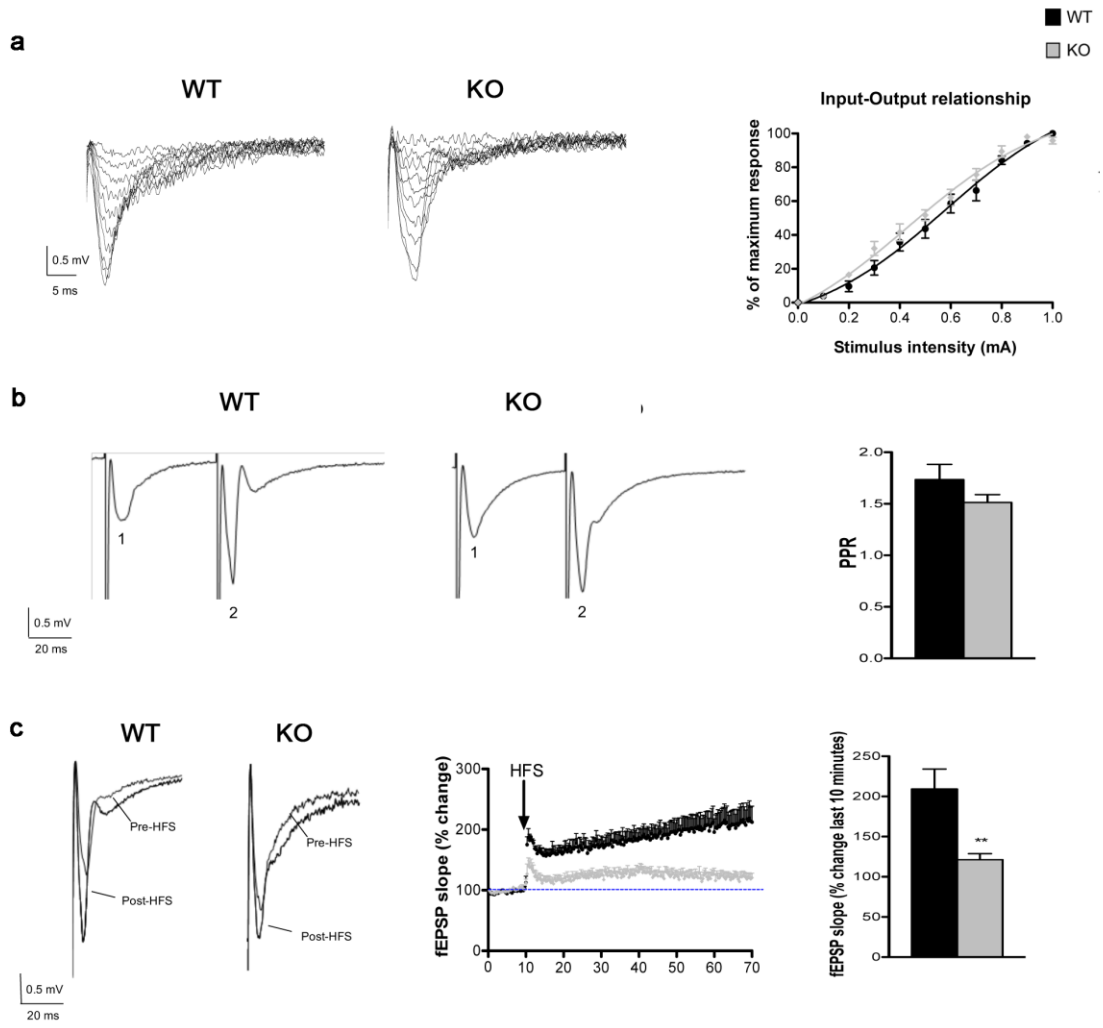 WT
KO
a
WT
KO
0.5 mV
5 ms
Input-Output relationship
% of maximum response
100
80
60
40
20
0
0.0 0.2 0.4 0.6 0.8 1.0
Stimulus intensity (mA)
b
WT
KO
1
2
1
2
0.5 mV
20 ms
PPR
2.0
1.5
1.0
0.5
0.0
c
WT
KO
Pre-HFS
Post-HFS
Pre-HFS
Post-HFS
0.5 mV
20 ms
fEPSP slope (% change)
300
200
100
0
HFS
0 10 20 30 40 50 60 70
fEPSP slope (% change last 10 minutes)
250
200
150
100
50
0
**